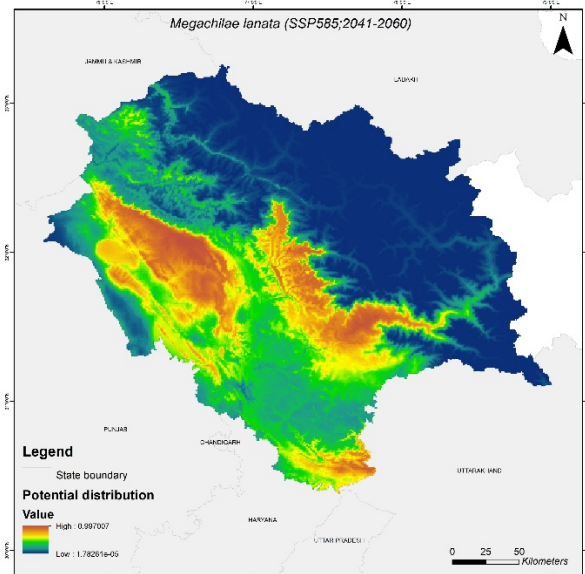 Megachilae lanata (SSP585;2041-2060)
N
JAMMU & KASHMIR
LADAKH
PUNJAB
CHANDIGARH
UTTARAKHAND
HARYANA
UTTAR PRADESH
Legend
State boundary
Potential distribution
Value
High : 0.997007
Low : 1.78261e-05
0 25 50
Kilometers